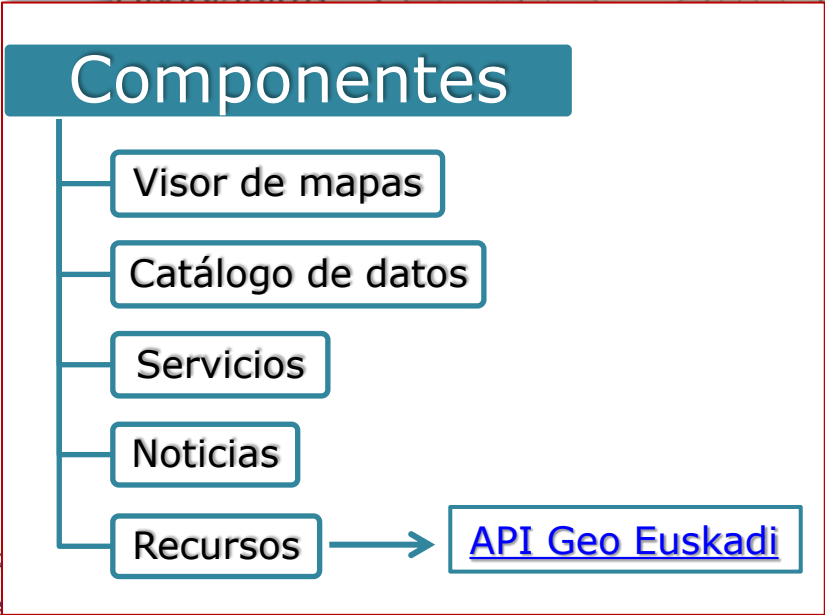 Componentes
Visor de mapas
Catálogo de datos
Servicios
Noticias
Recursos
API Geo Euskadi